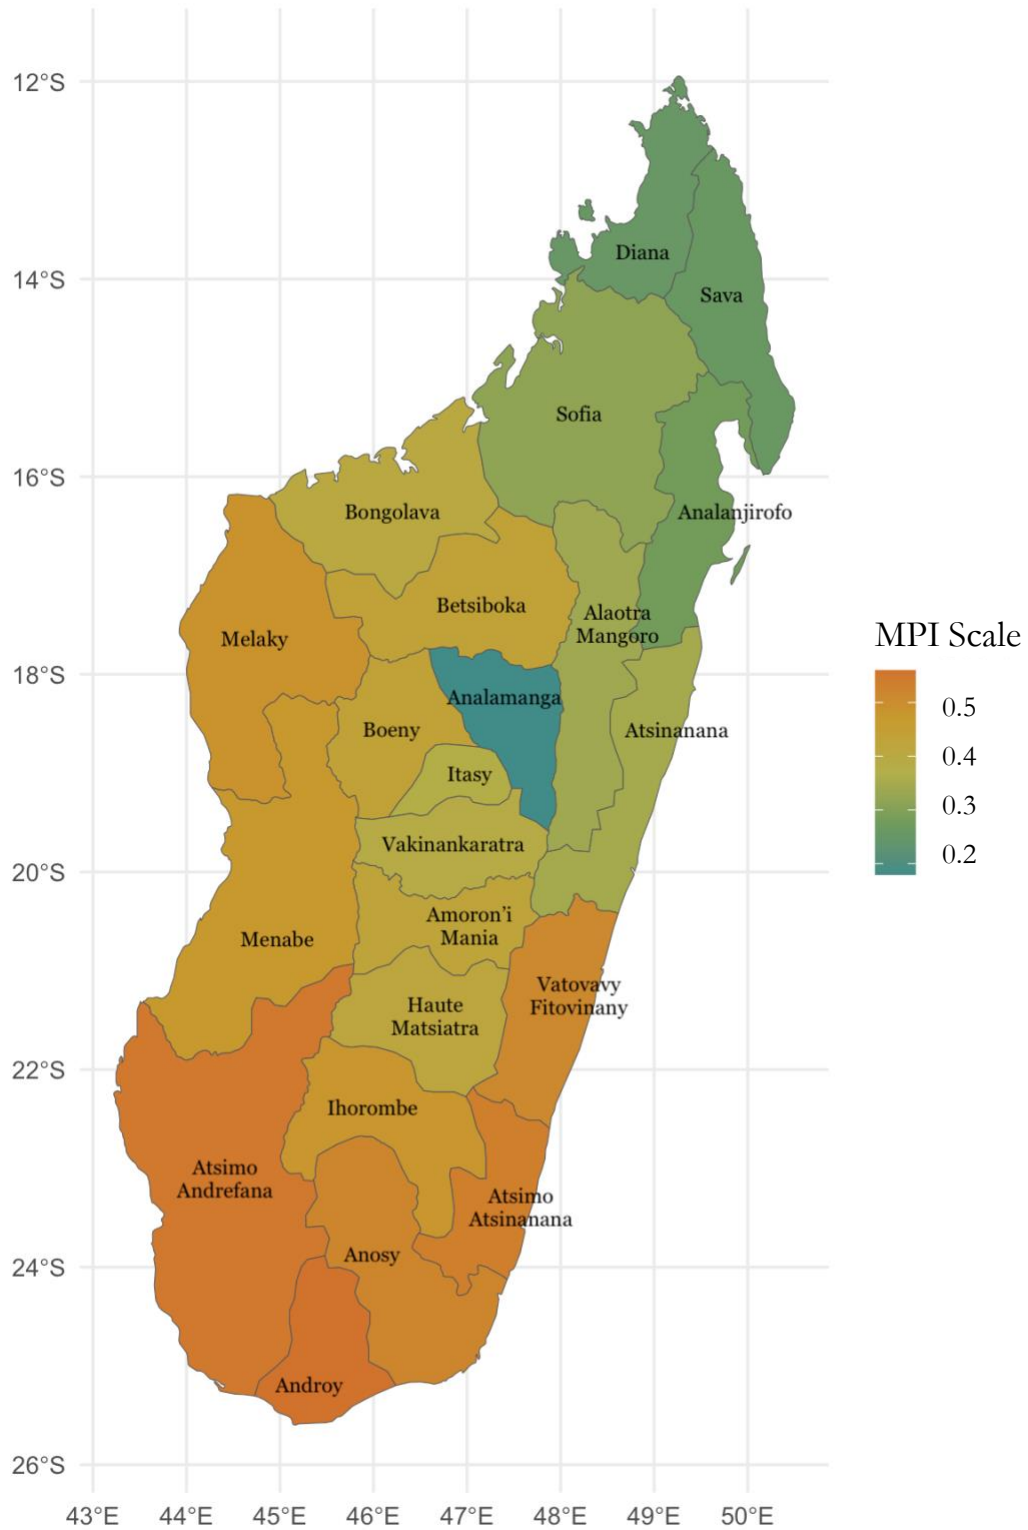 12°S
Diana
14°S
Sava
Sofia
16°S
Bongolava
Analanjirofo
Betsiboka
Alaotra
Mangoro
Melaky
MPI Scale
18°S
Analamanga
0.5
Boeny
Atsinanana
0.4
Itasy
0.3
Vakinankaratra
0.2
20°S
Amoron’i
Mania
Menabe
Vatovavy
Fitovinany
Haute
Matsiatra
22°S
Ihorombe
Atsimo
Andrefana
Atsimo
Atsinanana
Anosy
24°S
Androy
26°S
43°E 44°E 45°E 46°E 47°E 48°E 49°E 50°E